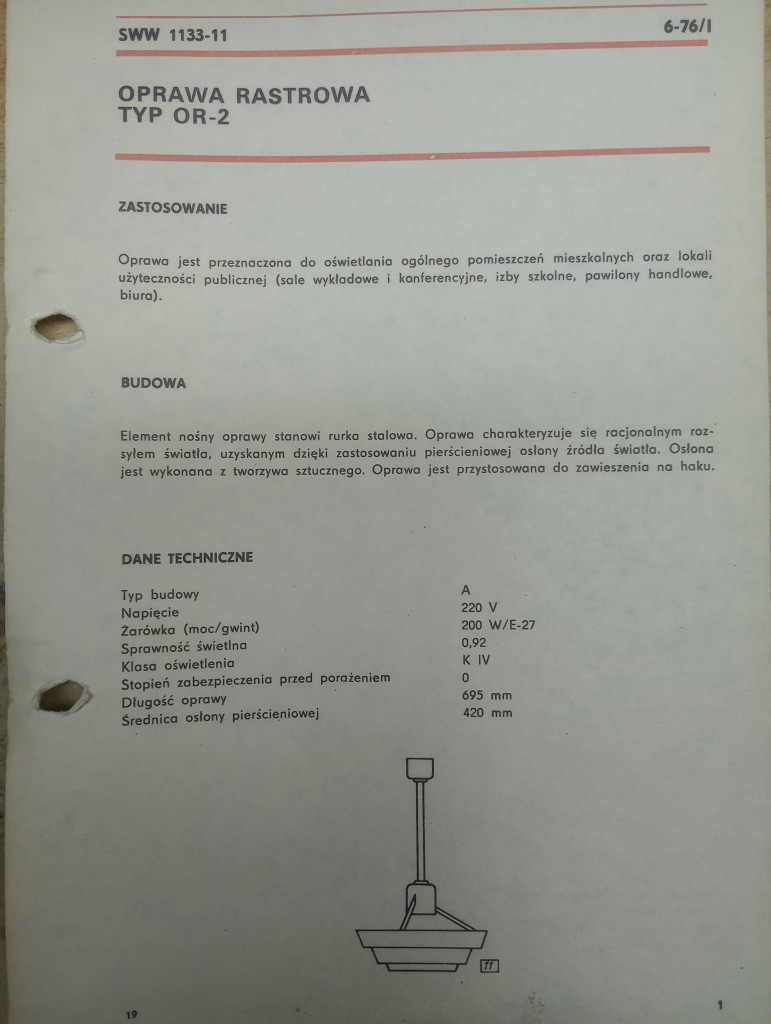 SWW 1133-11
6-76/I
OPRAWA RASTROWA
TYP OR-2
ZASTOSOWANIE
Oprawa jest przeznaczona do oświetlania ogólnego pomieszczeń mieszkalnych oraz lokali
użyteczności publicznej (sale wykładowe i konferencyjne, izby szkolne, pawilony handlowe,
biura).
BUDOWA
Element nośny oprawy stanowi rurka stalowa. Oprawa charakteryzuje się racjonalnym roz-
syłem światła, uzyskanym dzięki zastosowaniu pierścieniowej osłony źródła światła. Osłona
jest wykonana z tworzywa sztucznego. Oprawa jest przystosowana do zawieszenia na haku.
DANE TECHNICZNE
Typ budowy A
Napięcie 220 V
Żarówka (moc/gwint) 200 W/E-27
Sprawność świetlna 0,92
Klasa oświetlenia K IV
Stopień zabezpieczenia przed porażeniem 0
Długość oprawy 695 mm
Średnica osłony pierścieniowej 420 mm
11
19
1